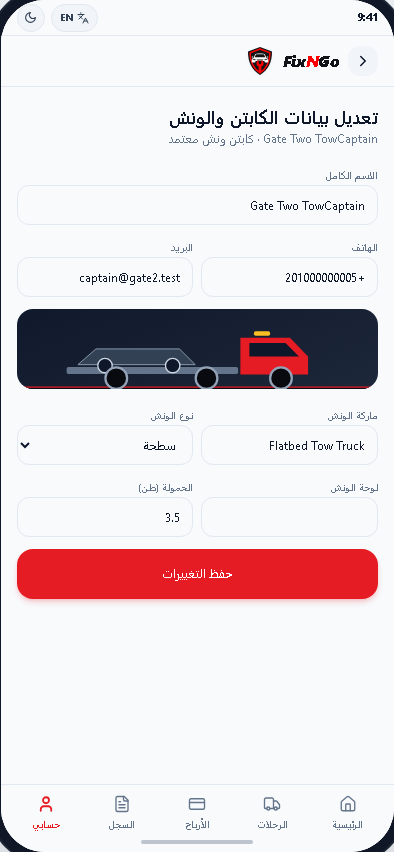 9:41
EN
FixNGo
تعديل بيانات الكابتن والونش
Gate Two TowCaptain · كابتن ونش معتمد
الاسم الكامل
Gate Two TowCaptain
الهاتف
البريد
201000000005+
captain@gate2.test
ماركة الونش
نوع الونش
Flatbed Tow Truck
سطحة
لوحة الونش
الحمولة (طن)
3.5
حفظ التغييرات
الرئيسية
الرحلات
الأرباح
السجل
حسابي